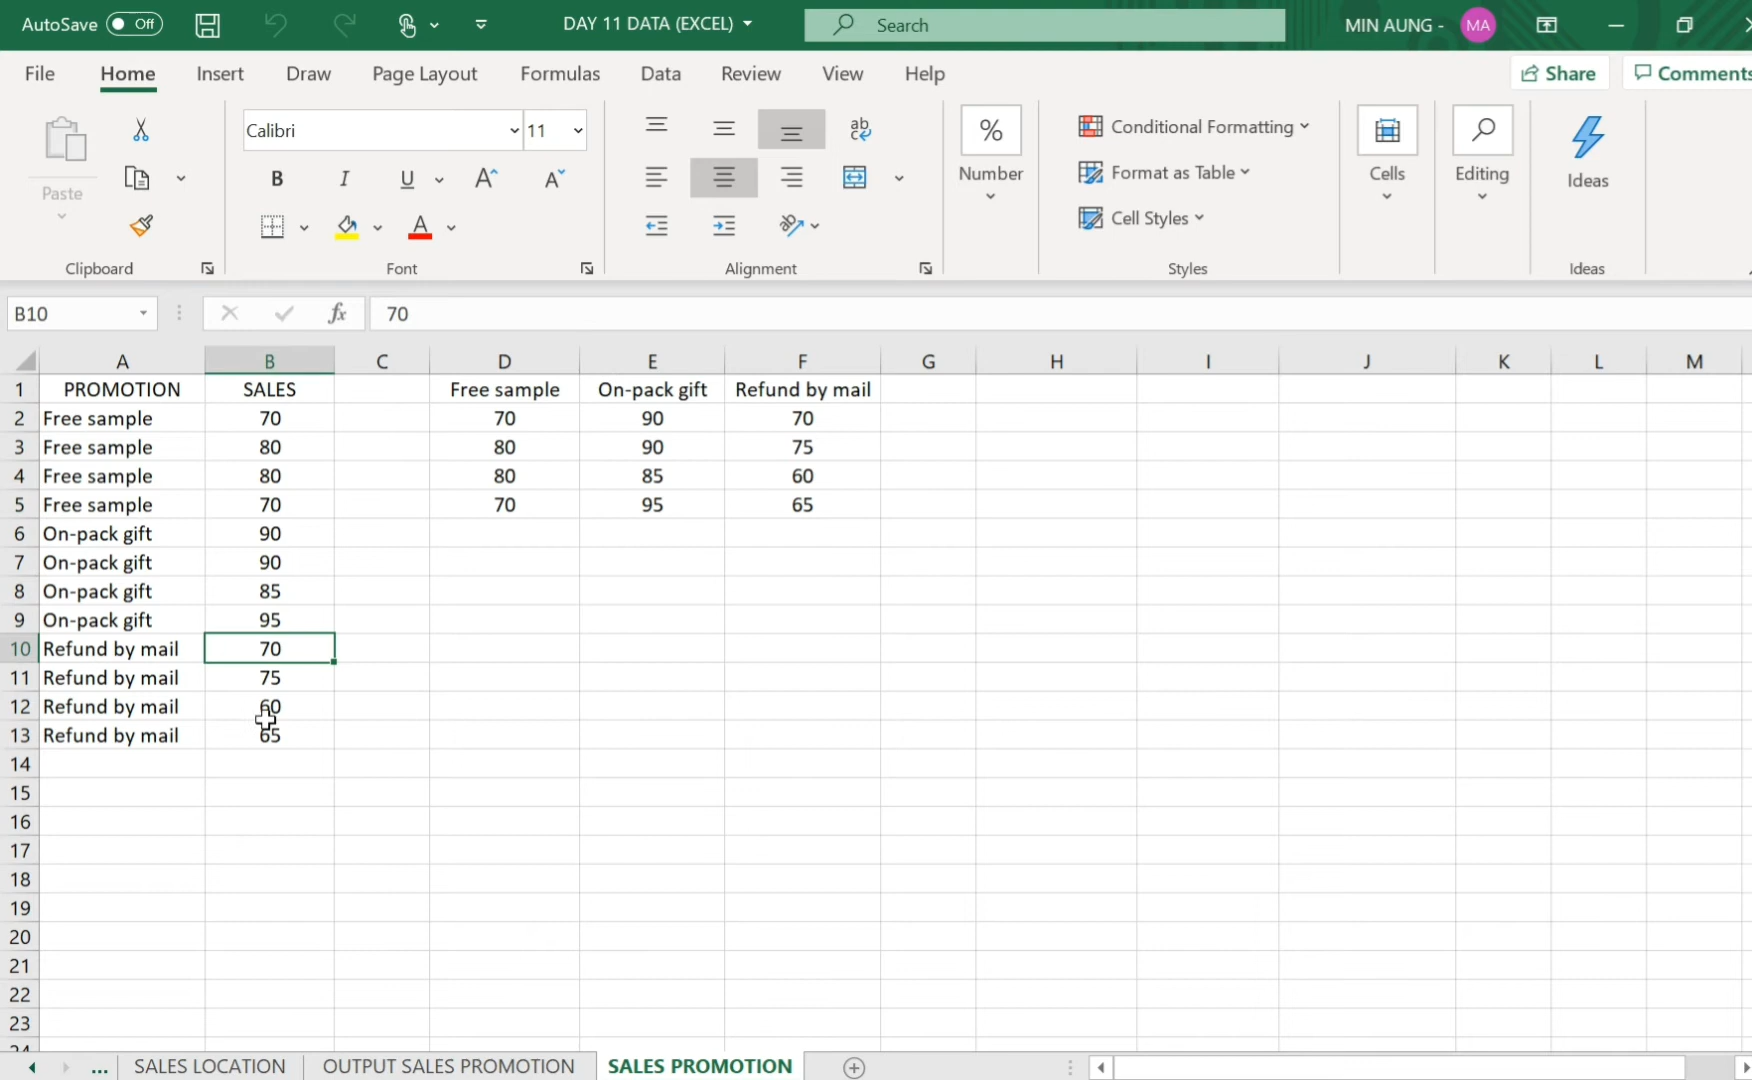 AutoSave Off DAY 11 DATA (EXCEL) Search MIN AUNG - MA
File Home Insert Draw Page Layout Formulas Data Review View Help Share Comments
Paste
Clipboard
Calibri 11
B I U A A
A
Font
ab
Alignment
%
Number
Conditional Formatting
Format as Table
Cell Styles
Styles
Cells
Editing
Ideas
Ideas
B10 fx 70
A B C D E F G H I J K L M
1 PROMOTION SALES Free sample On-pack gift Refund by mail
2 Free sample 70 70 90 70
3 Free sample 80 80 90 75
4 Free sample 80 80 85 60
5 Free sample 70 70 95 65
6 On-pack gift 90
7 On-pack gift 90
8 On-pack gift 85
9 On-pack gift 95
10 Refund by mail 70
11 Refund by mail 75
12 Refund by mail 60
13 Refund by mail 65
14
15
16
17
18
19
20
21
22
23
24
... SALES LOCATION OUTPUT SALES PROMOTION SALES PROMOTION